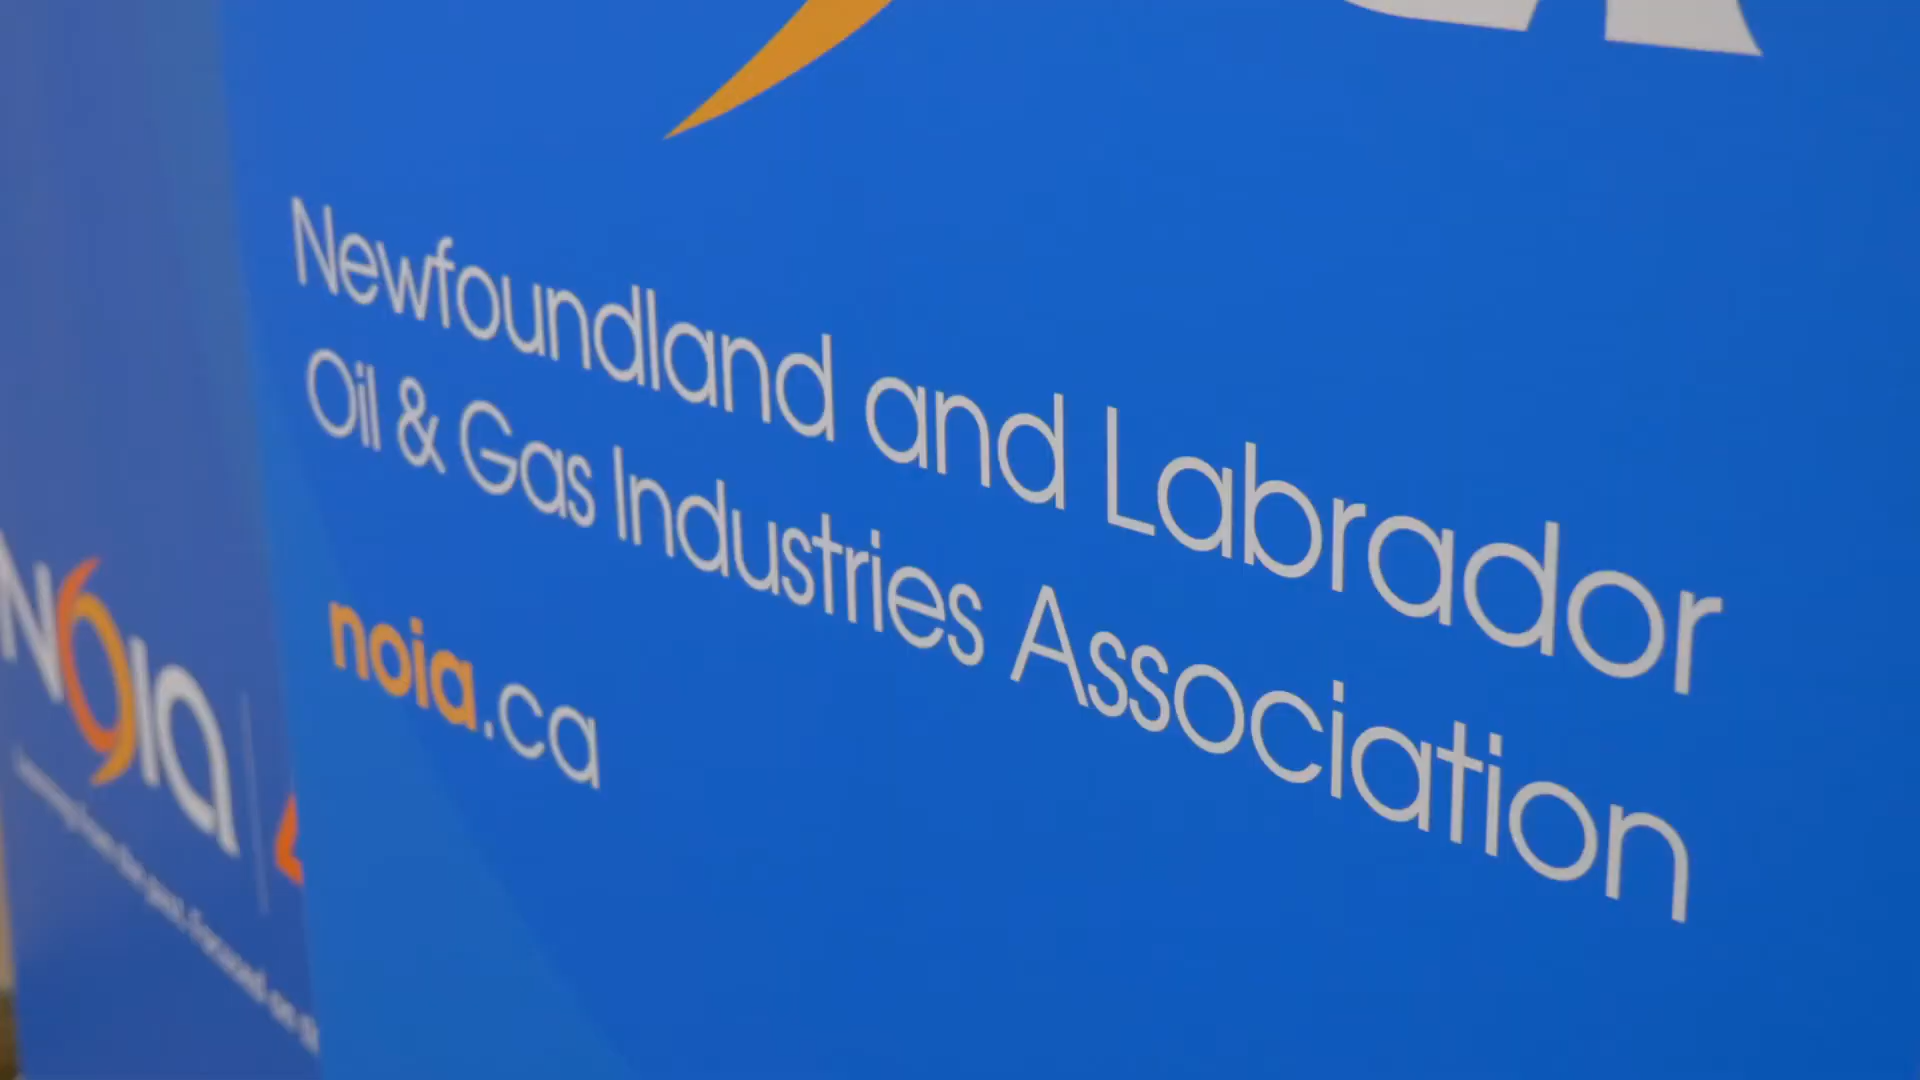 Newfoundland and Labrador
Oil & Gas Industries Association
noia.ca
NOIA